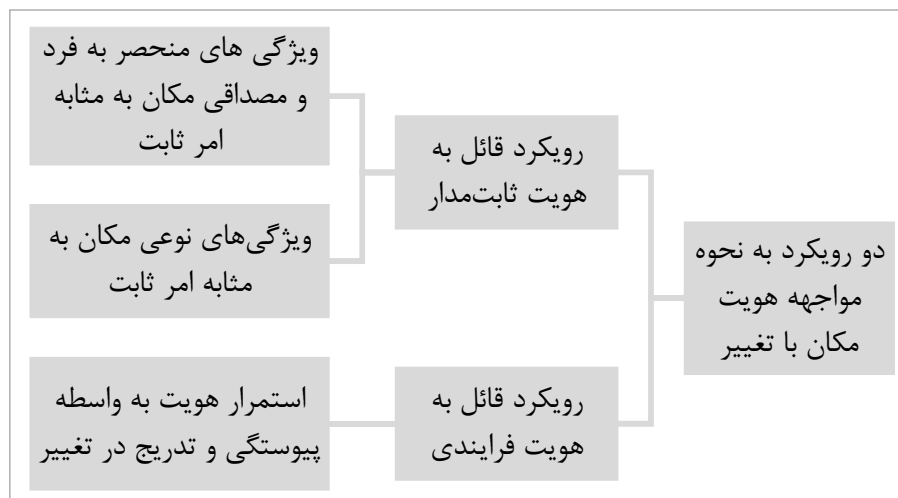 دو رویکرد به نحوه
مواجهه هویت
مکان با تغییر
رویکرد قائل به
هویت ثابت‌مدار
ویژگی های منحصر به فرد
و مصداقی مکان به مثابه
امر ثابت
ویژگی‌های نوعی مکان به
مثابه امر ثابت
رویکرد قائل به
هویت فرایندی
استمرار هویت به واسطه
پیوستگی و تدریج در تغییر